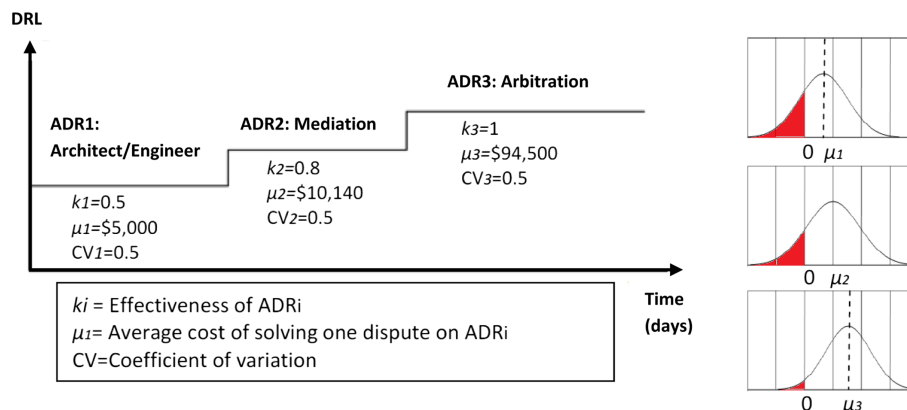 DRL
ADR3: Arbitration
ADR1:
Architect/Engineer
ADR2: Mediation
k3=1
μ3=$94,500
CV3=0.5
k2=0.8
μ2=$10,140
CV2=0.5
k1=0.5
μ1=$5,000
CV1=0.5
Time
(days)
ki = Effectiveness of ADRi
μ1= Average cost of solving one dispute on ADRi
CV=Coefficient of variation
0 μ1
0 μ2
0 μ3